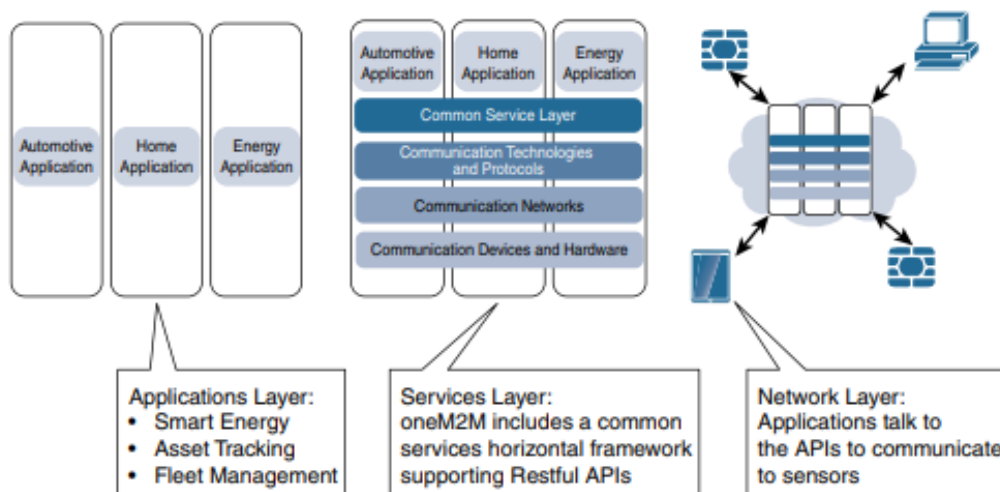 Automotive
Application
Home
Application
Energy
Application
Automotive
Application
Home
Application
Energy
Application
Common Service Layer
Communication Technologies
and Protocols
Communication Networks
Communication Devices and Hardware
Applications Layer:
• Smart Energy
• Asset Tracking
• Fleet Management
Services Layer:
oneM2M includes a common
services horizontal framework
supporting Restful APIs
Network Layer:
Applications talk to
the APIs to communicate
to sensors